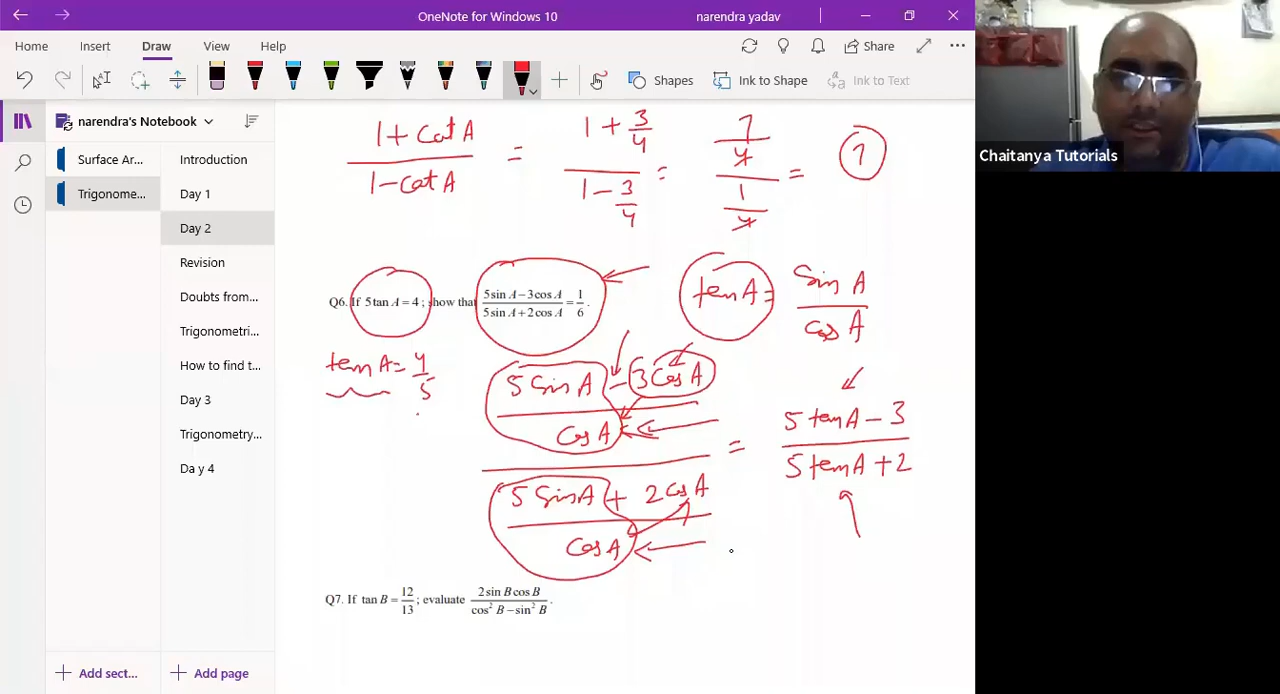 OneNote for Windows 10
narendra yadav
Home Insert Draw View Help
Share
Shapes
Ink to Shape
Ink to Text
narendra's Notebook
Surface Ar...
Trigonome...
Introduction
Day 1
Day 2
Revision
Doubts from...
Trigonometri...
How to find t...
Day 3
Trigonometry...
Da y 4
Add sect...
Add page
1 + cot A / 1 - cot A = 1 + 3/4 / 1 - 3/4 = 7/4 / 1/4 = 7
Q6. If 5 tan A = 4 ; show that 5 sin A − 3 cos A / 5 sin A + 2 cos A = 1/6 .
tan A = Sin A / Cos A
tan A = 4/5
5 Sin A - 3 Cos A / Cos A
5 Sin A + 2 Cos A / Cos A
= 5 tan A - 3 / 5 tan A + 2
Q7. If tan B = 12/13 ; evaluate 2 sin B cos B / cos² B − sin² B .
Chaitanya Tutorials